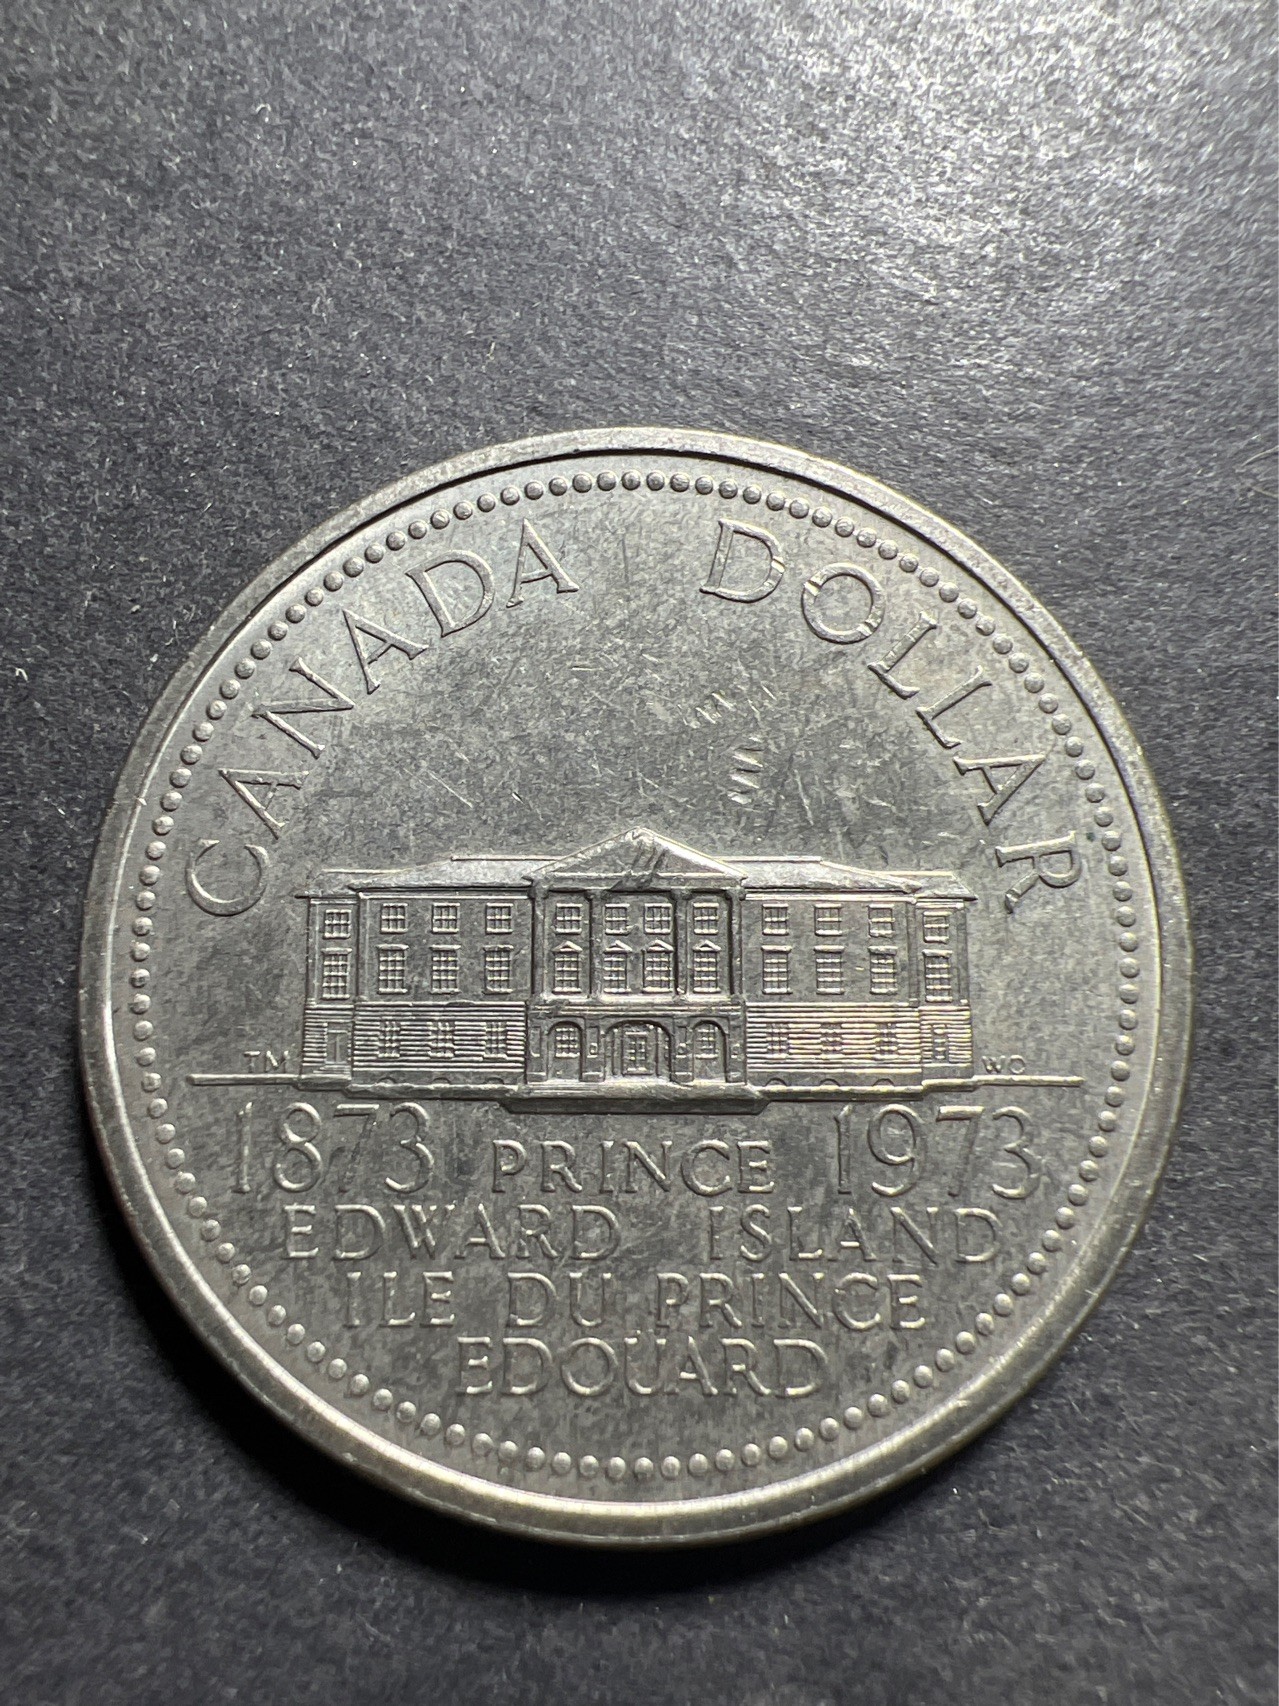 CANADA DOLLAR
TM WO
1873 PRINCE 1973
EDWARD ISLAND
ILE DU PRINCE
EDOUARD